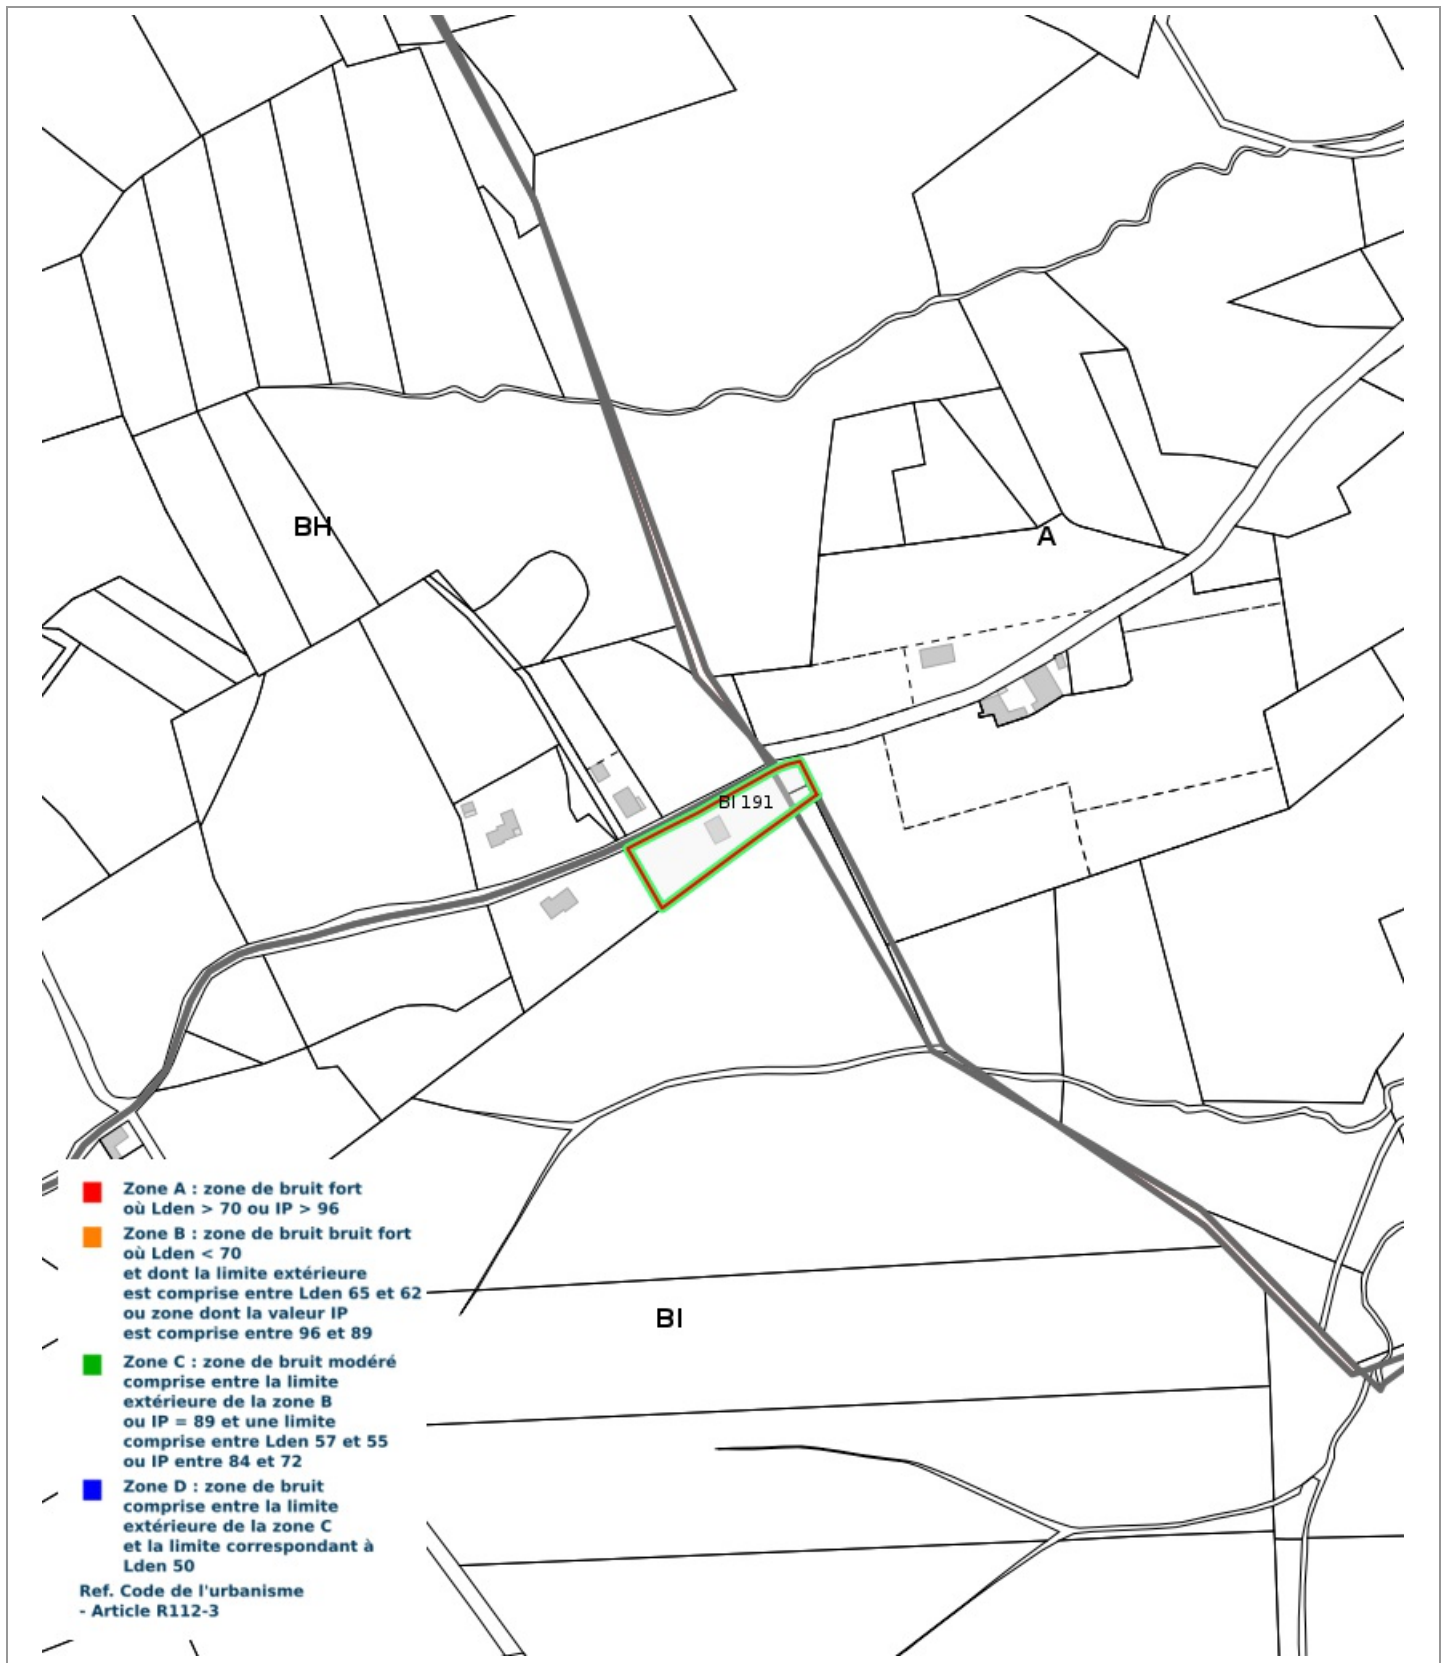 BH
A
BI 191
Zone A : zone de bruit fort
où Lden > 70 ou IP > 96
Zone B : zone de bruit bruit fort
où Lden < 70
et dont la limite extérieure
est comprise entre Lden 65 et 62
ou zone dont la valeur IP
est comprise entre 96 et 89
BI
Zone C : zone de bruit modéré
comprise entre la limite
extérieure de la zone B
ou IP = 89 et une limite
comprise entre Lden 57 et 55
ou IP entre 84 et 72
Zone D : zone de bruit
comprise entre la limite
extérieure de la zone C
et la limite correspondant à
Lden 50
Ref. Code de l'urbanisme
- Article R112-3